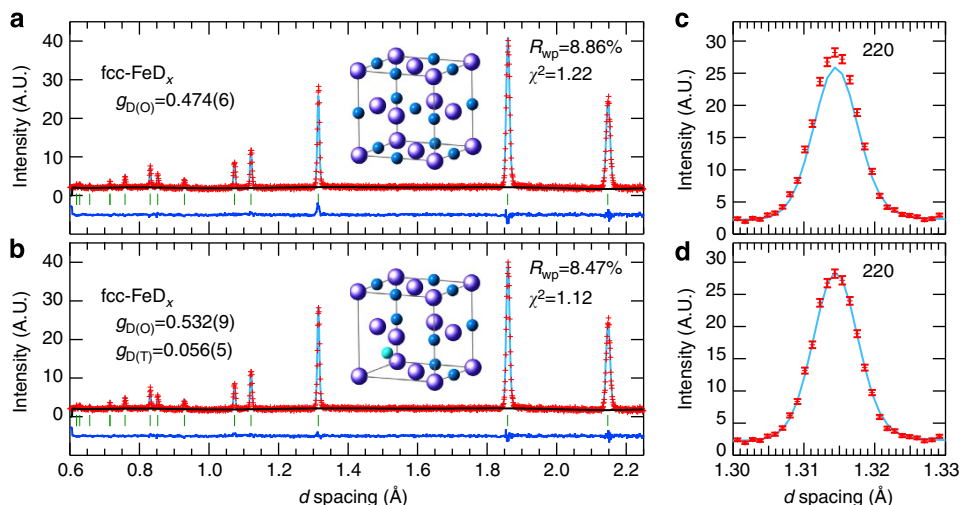 a
Intensity (A.U.)
40
30
20
10
0
fcc-FeDx
gD(O)=0.474(6)
Rwp=8.86%
χ2=1.22
b
Intensity (A.U.)
40
30
20
10
0
fcc-FeDx
gD(O)=0.532(9)
gD(T)=0.056(5)
Rwp=8.47%
χ2=1.12
0.6 0.8 1.0 1.2 1.4 1.6 1.8 2.0 2.2
d spacing (Å)
c
Intensity (A.U.)
30
25
20
15
10
5
0
220
d
Intensity (A.U.)
30
25
20
15
10
5
0
220
1.30 1.31 1.32 1.33
d spacing (Å)